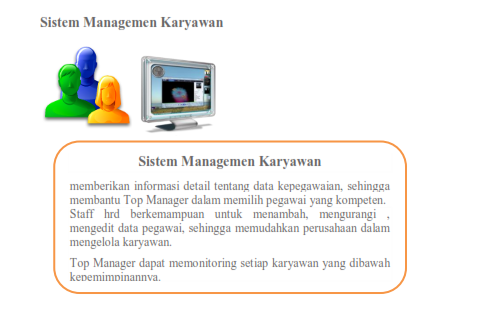 Sistem Managemen Karyawan
Sistem Managemen Karyawan
memberikan informasi detail tentang data kepegawaian, sehingga
membantu Top Manager dalam memilih pegawai yang kompeten.
Staff hrd berkemampuan untuk menambah, mengurangi ,
mengedit data pegawai, sehingga memudahkan perusahaan dalam
mengelola karyawan.
Top Manager dapat memonitoring setiap karyawan yang dibawah
kepemimpinannya.